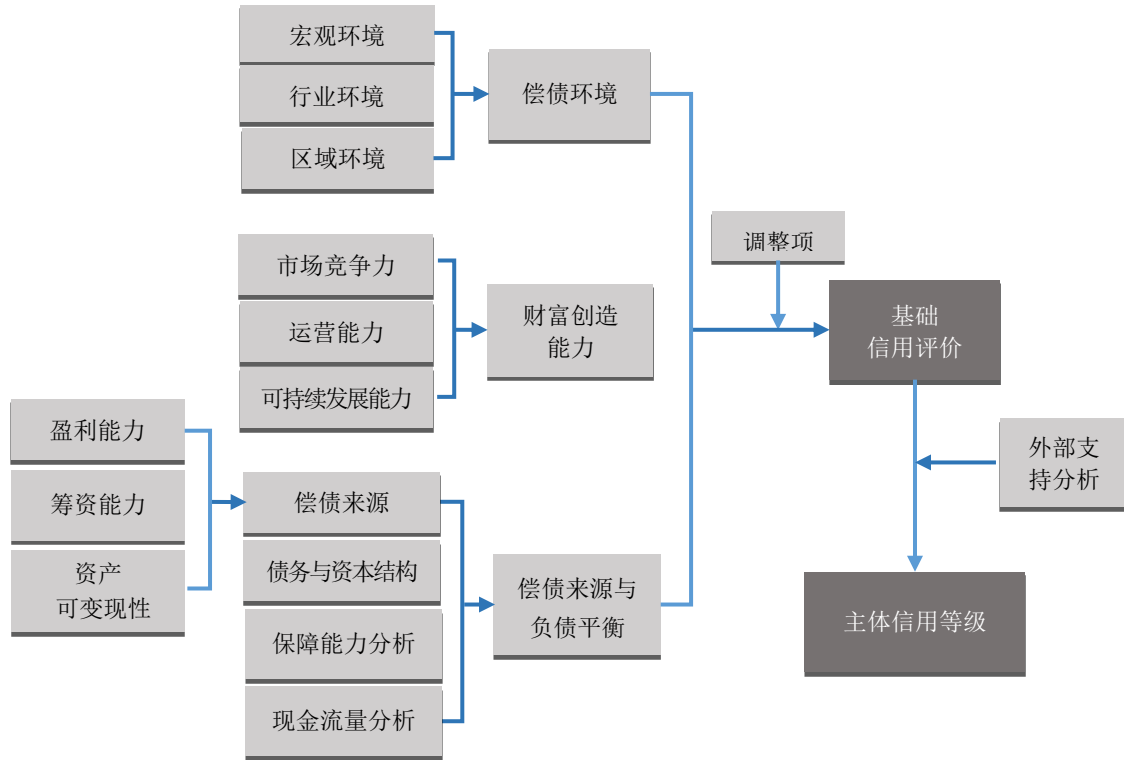 宏观环境
行业环境
区域环境
偿债环境
市场竞争力
运营能力
可持续发展能力
财富创造
能力
盈利能力
筹资能力
资产
可变现性
偿债来源
债务与资本结构
保障能力分析
现金流量分析
偿债来源与
负债平衡
调整项
基础
信用评价
外部支
持分析
主体信用等级